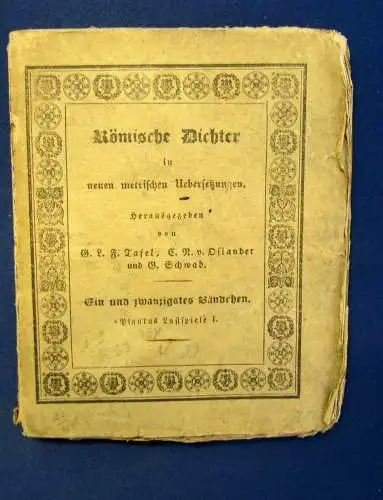 Römische Dichter
in
neuen metrischen Uebersetzungen.
Herausgegeben
von
G. L. F. Tafel, C. N. v. Osiander
und G. Schwab.
Ein und zwanzigstes Bändchen.
Plautus Lustspiele I.